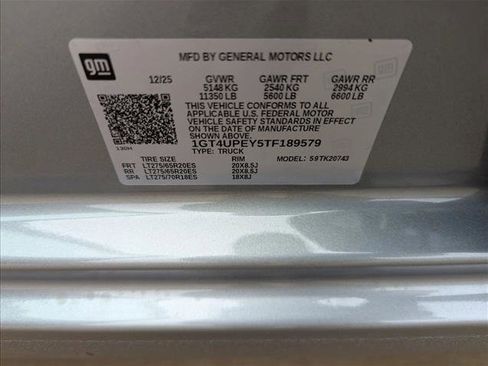 gm
MFD BY GENERAL MOTORS LLC
12/25 GVWR GAWR FRT GAWR RR
5148 KG 2540 KG 2994 KG
11350 LB 5600 LB 6600 LB
THIS VEHICLE CONFORMS TO ALL
APPLICABLE U.S. FEDERAL MOTOR
VEHICLE SAFETY STANDARDS IN
EFFECT ON THE DATE OF MANUFACTURE
SHOWN ABOVE.
1GT4UPEY5TF189579
TYPE: TRUCK MODEL: 59TK20743
TIRE SIZE RIM
FRT LT275/65R20ES 20X8.5J
RR LT275/65R20ES 20X8.5J
SPA LT275/70R18ES 18X8J